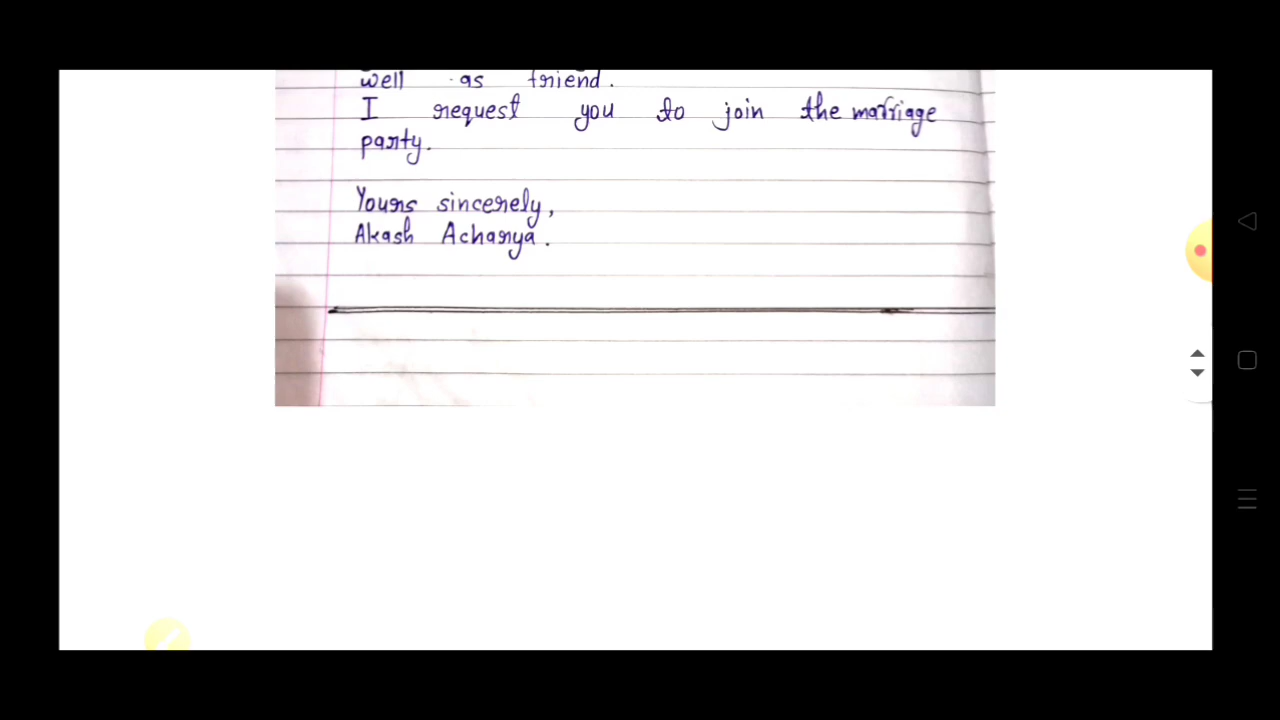 well as friend.
I request you to join the marriage
party.
Yours sincerely,
Akash Acharya.